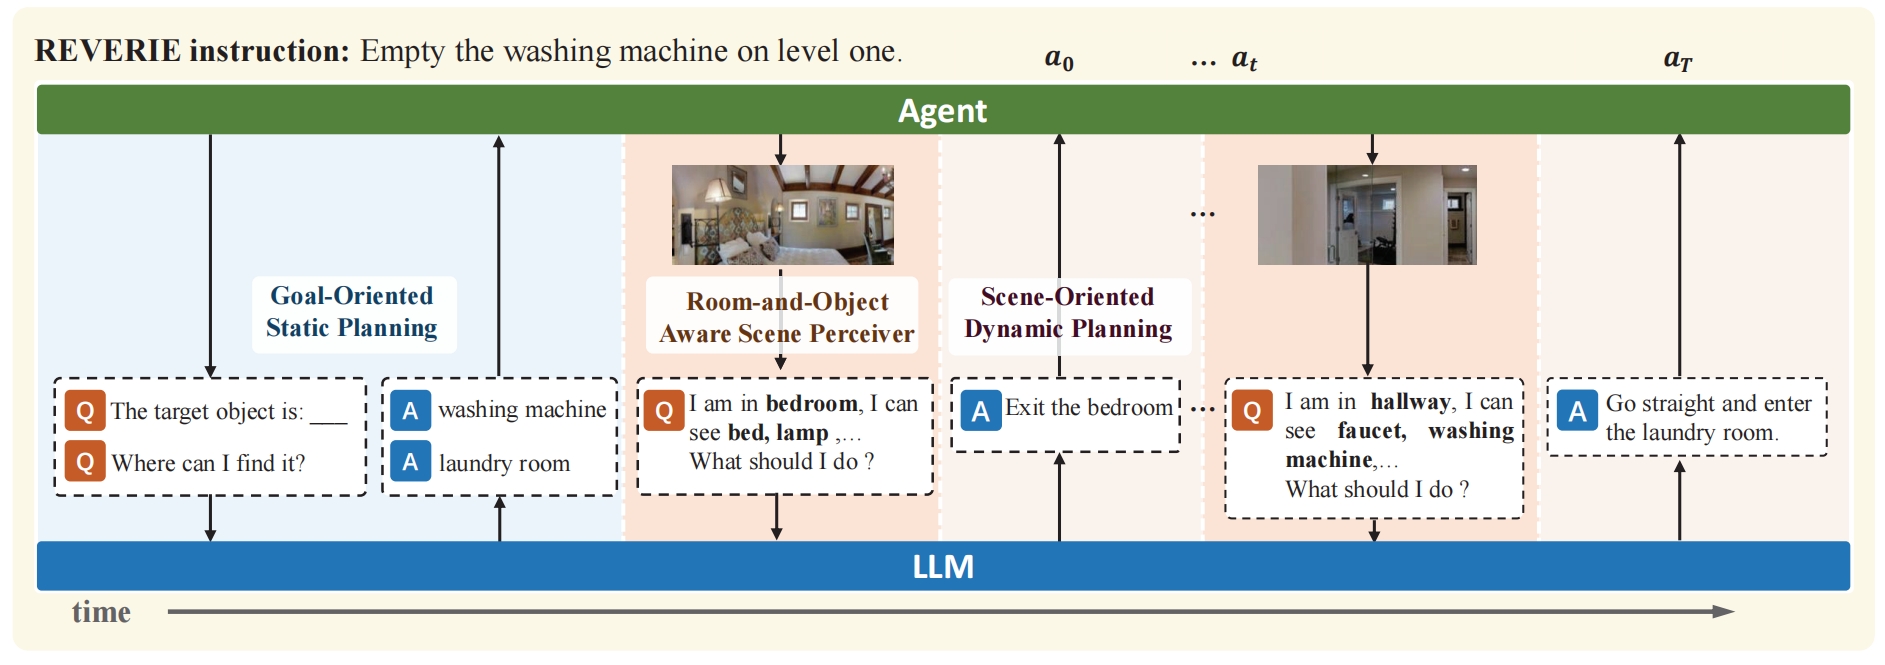 REVERIE instruction: Empty the washing machine on level one.
a0 ... at aT
Agent
Goal-Oriented
Static Planning
Room-and-Object
Aware Scene Perceiver
Scene-Oriented
Dynamic Planning
...
Q The target object is: ___
Q Where can I find it?
A washing machine
A laundry room
Q I am in bedroom, I can
see bed, lamp ,...
What should I do ?
A Exit the bedroom
...
Q I am in hallway, I can
see faucet, washing
machine,...
What should I do ?
A Go straight and enter
the laundry room.
LLM
time